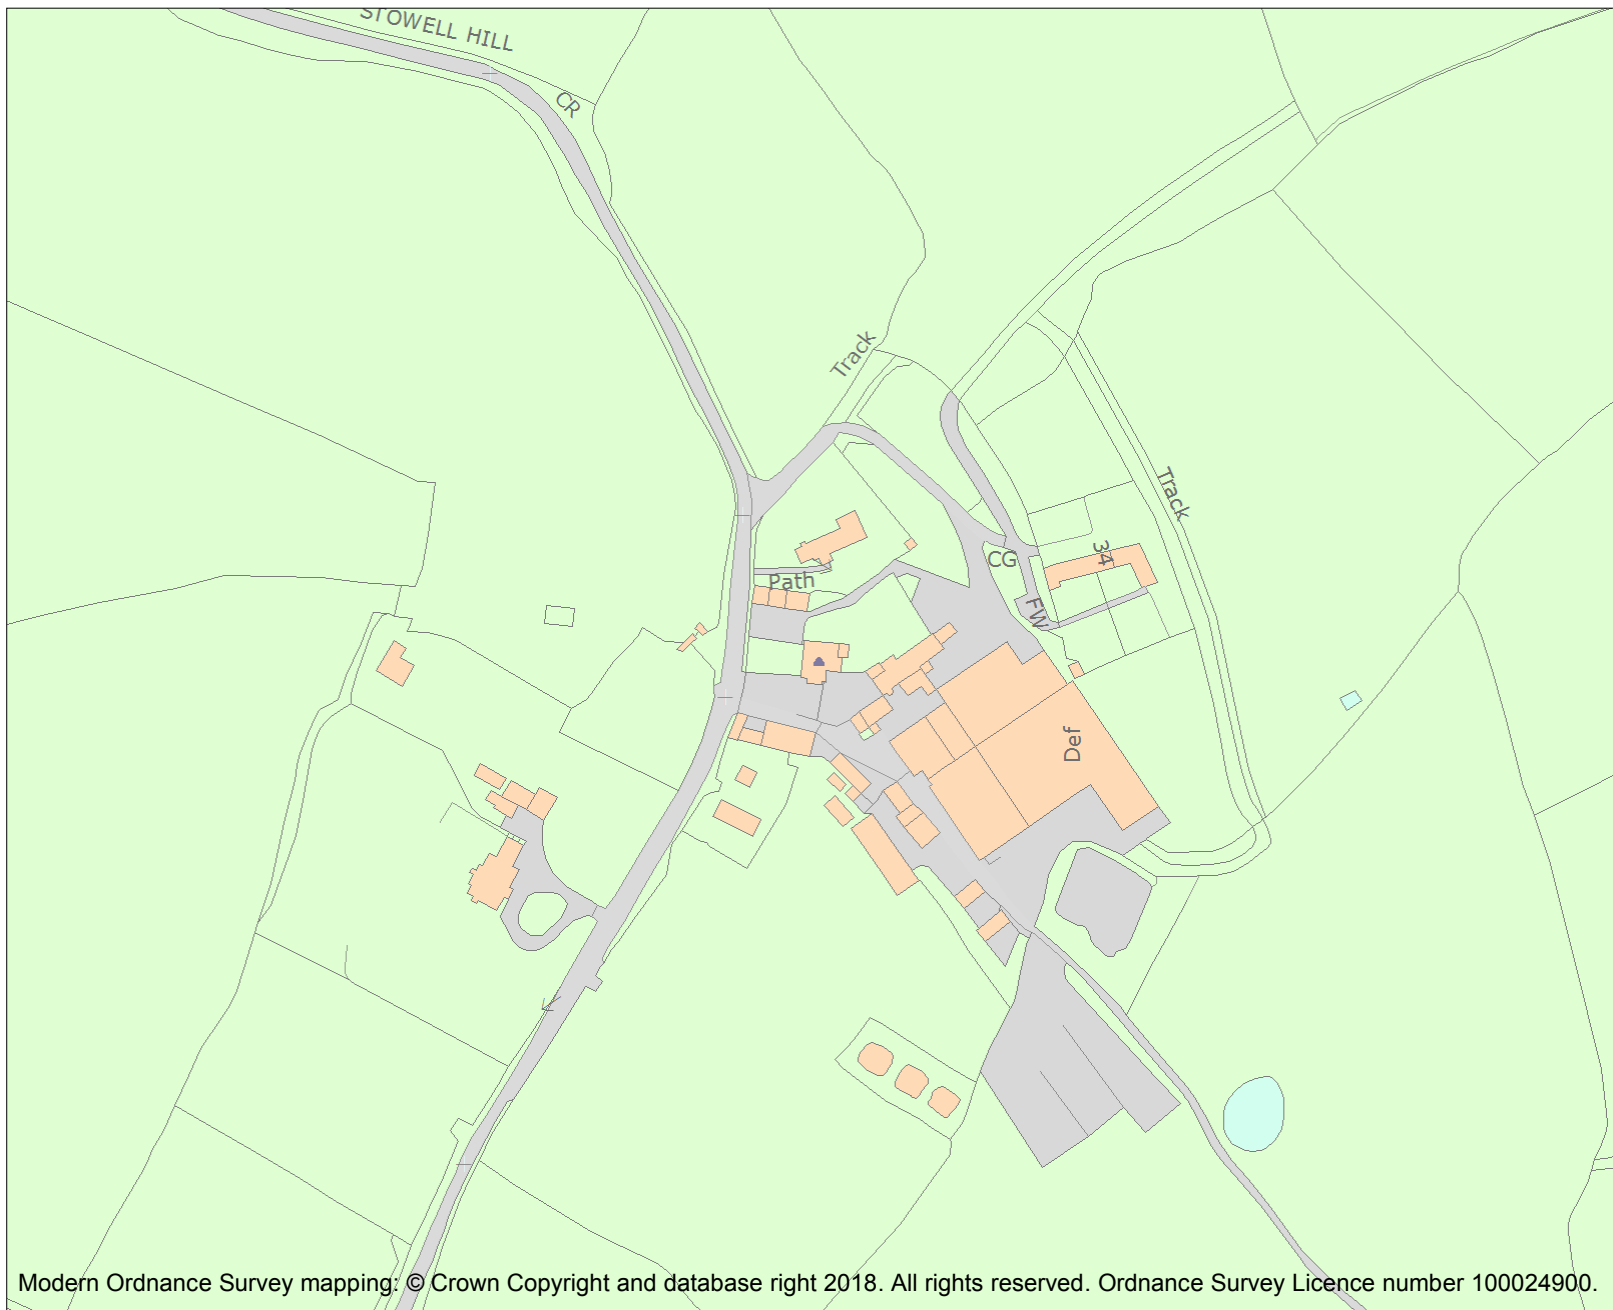 STOWELL HILL
CR
Track
Track
34
CG
Path
FW
Def
Modern Ordnance Survey mapping: © Crown Copyright and database right 2018. All rights reserved. Ordnance Survey Licence number 100024900.